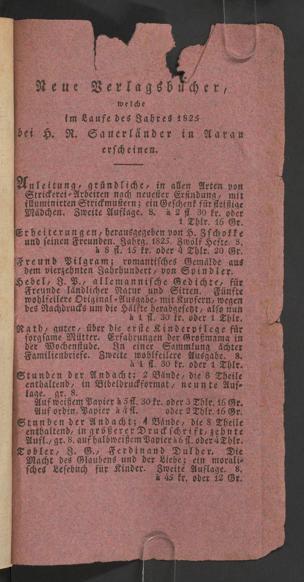 Neue Verlagsbücher,
welche
im Laufe des Jahres 1825
bei H. R. Sauerländer in Aarau
erscheinen.
Anleitung, gründliche, in allen Arten von
Strickerei-Arbeiten nach neuester Erfindung, mit
illuminirten Strickmustern; ein Geschenk für fleißige
Mädchen. Zweite Auflage. 8. à 2 fl. 30 kr. oder
1 Thlr. 16 Gr.
Erheiterungen, herausgegeben von H. Zschokke
und seinen Freunden. Jahrg. 1825. Zwölf Hefte. 8.
à 8 fl. 15 kr. oder 4 Thlr. 20 Gr.
Freund Pilgram; romantisches Gemälde aus
dem vierzehnten Jahrhundert, von Spindler.
Hebel, J. P., allemannische Gedichte, für
Freunde ländlicher Natur und Sitten. Fünfte
wohlfeilere Original-Ausgabe, mit Kupfern, wegen
des Nachdrucks um die Hälfte herabgesetzt, also nun
à 1 fl. 30 kr. oder 1 Thlr.
Rath, guter, über die erste Kinderpflege für
sorgsame Mütter. Erfahrungen der Großmama in
der Wochenstube. In einer Sammlung ächter
Familienbriefe. Zweite wohlfeilere Ausgabe. 8.
à 1 fl. 30 kr. oder 1 Thlr.
Stunden der Andacht; 2 Bände, die 8 Theile
enthaltend, in Bibeldruckformat, neunte Auf-
lage. gr. 8.
Auf weißem Papier à 5 fl. 30 kr. oder 3 Thlr. 16 Gr.
Auf ordin. Papier à 4 fl. oder 2 Thlr. 16 Gr.
Stunden der Andacht; 4 Bände, die 8 Theile
enthaltend, in größerer Druckschrift, zehnte
Aufl., gr. 8. auf halbweißem Papier à 6 fl. oder 4 Thlr.
Tobler, J. G., Ferdinand Dulder. Die
Macht des Glaubens und der Liebe; ein morali-
sches Lesebuch für Kinder. Zweite Auflage. 8.
à 45 kr. oder 12 Gr.